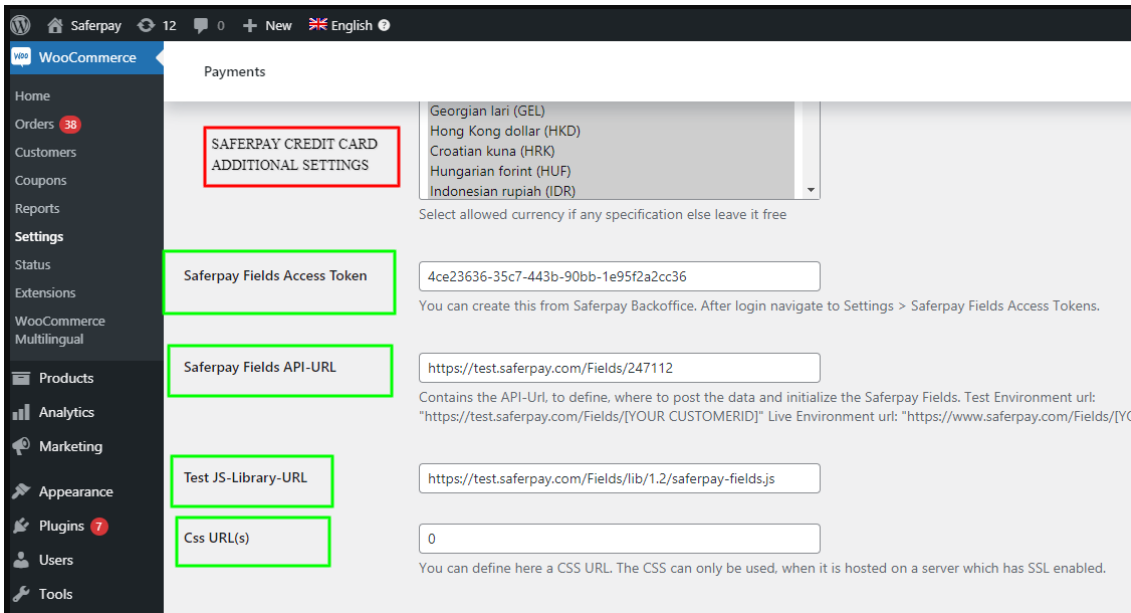 Saferpay 12 0 New English
Woo WooCommerce
Payments
Home
Orders 38
Customers
Coupon
Reports
Settings
Status
Extensions
WooCommerce
Multilingual
Products
Analytics
Marketing
Appearance
Plugins 7
Users
Tools
SAFERPAY CREDIT CARD
ADDITIONAL SETTINGS
Georgian lari (GEL)
Hong Kong dollar (HKD)
Croatian kuna (HRK)
Hungarian forint (HUF)
Indonesian rupiah (IDR)
Select allowed currency if any specification else leave it free
Saferpay Fields Access Token
4ce23636-35c7-443b-90bb-1e95f2a2cc36
You can create this from Saferpay Backoffice. After login navigate to Settings > Saferpay Fields Access Tokens.
Saferpay Fields API-URL
https://test.saferpay.com/Fields/247112
Contains the API-Url, to define, where to post the data and initialize the Saferpay Fields. Test Environment url:
"https://test.saferpay.com/Fields/[YOUR CUSTOMERID]" Live Environment url: "https://www.saferpay.com/Fields/[YO
Test JS-Library-URL
https://test.saferpay.com/Fields/lib/1.2/saferpay-fields.js
Css URL(s)
0
You can define here a CSS URL. The CSS can only be used, when it is hosted on a server which has SSL enabled.